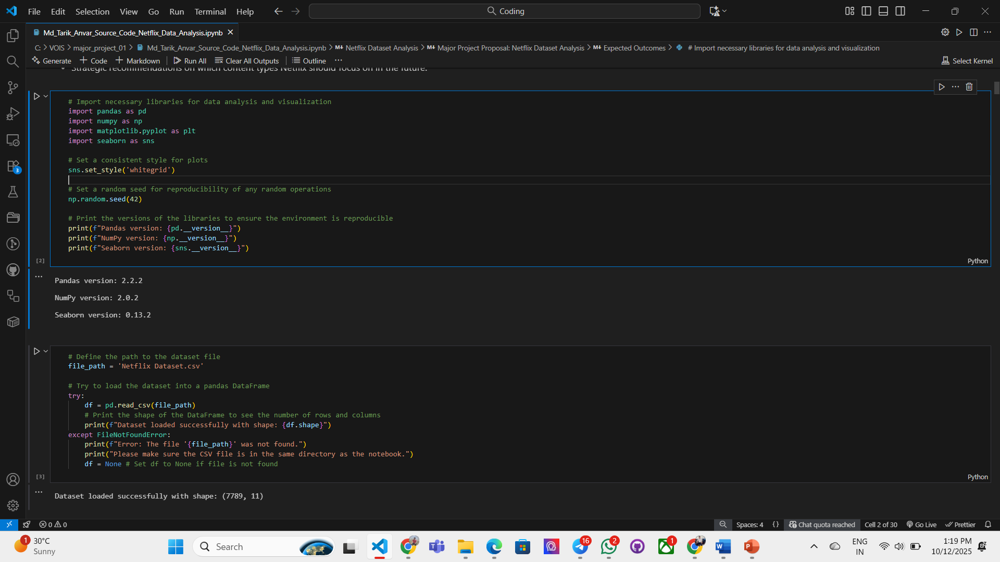 File Edit Selection View Go Run Terminal Help
Coding
Md_Tarik_Anvar_Source_Code_Netflix_Data_Analysis.ipynb
C: > VOIS > major_project_01 > Md_Tarik_Anvar_Source_Code_Netflix_Data_Analysis.ipynb > M↓ Netflix Dataset Analysis > M↓ Major Project Proposal: Netflix Dataset Analysis > M↓ Expected Outcomes > # Import necessary libraries for data analysis and visualization
Generate + Code + Markdown Run All Clear All Outputs Outline ... Select Kernel
Strategic recommendations on which content types Netflix should focus on in the future.
# Import necessary libraries for data analysis and visualization
import pandas as pd
import numpy as np
import matplotlib.pyplot as plt
import seaborn as sns
# Set a consistent style for plots
sns.set_style('whitegrid')
# Set a random seed for reproducibility of any random operations
np.random.seed(42)
# Print the versions of the libraries to ensure the environment is reproducible
print(f"Pandas version: {pd.__version__}")
print(f"NumPy version: {np.__version__}")
print(f"Seaborn version: {sns.__version__}")
[2]
Python
Pandas version: 2.2.2
NumPy version: 2.0.2
Seaborn version: 0.13.2
# Define the path to the dataset file
file_path = 'Netflix Dataset.csv'
# Try to load the dataset into a pandas DataFrame
try:
df = pd.read_csv(file_path)
# Print the shape of the DataFrame to see the number of rows and columns
print(f"Dataset loaded successfully with shape: {df.shape}")
except FileNotFoundError:
print(f"Error: The file '{file_path}' was not found.")
print("Please make sure the CSV file is in the same directory as the notebook.")
df = None # Set df to None if file is not found
[3]
Python
Dataset loaded successfully with shape: (7789, 11)
3
0 0
Spaces: 4 {} Chat quota reached Cell 2 of 30 Go Live Prettier
1
30°C
Sunny
Search
16
2
1
ENG
IN
1:19 PM
10/12/2025